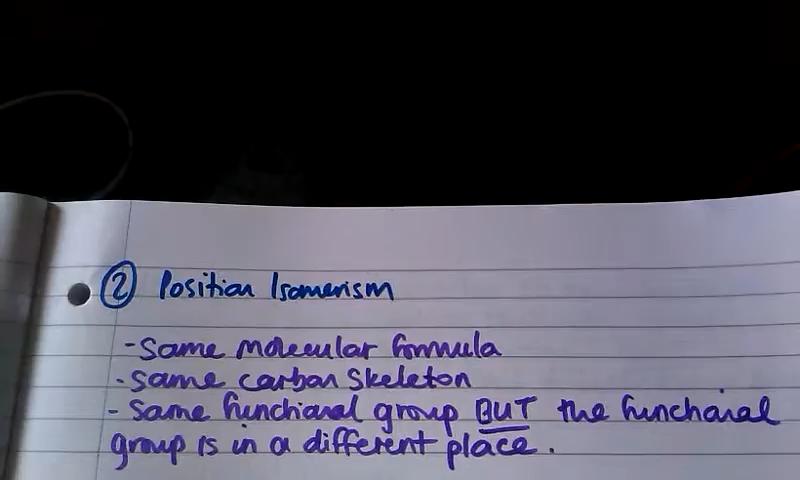 ② Position Isomerism
- Same molecular formula
- Same carbon skeleton
- Same functional group BUT the functional
group is in a different place.